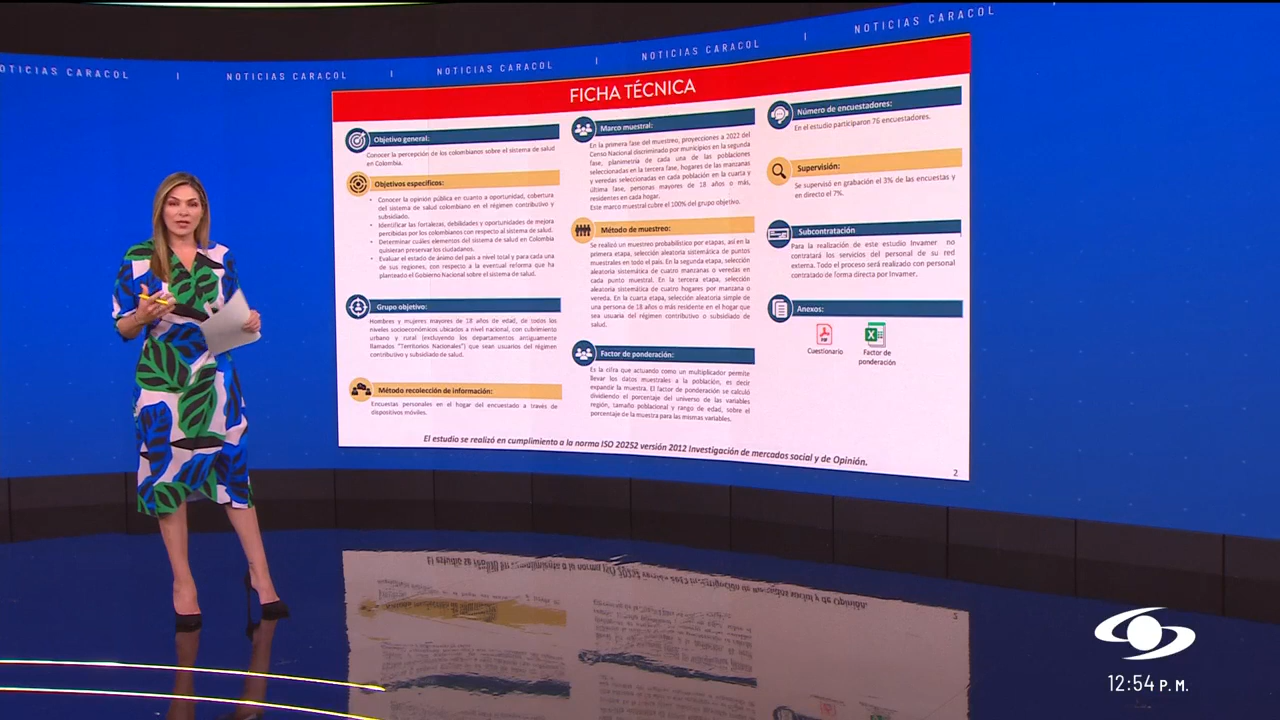 NOTICIAS CARACOL
NOTICIAS CARACOL
NOTICIAS CARACOL
NOTICIAS CARACOL
NOTICIAS CARACOL
FICHA TÉCNICA
Objetivo general:
Conocer la percepción de los colombianos sobre el sistema de salud
en Colombia.
Objetivos específicos:
• Conocer la opinión pública en cuanto a oportunidad, cobertura
del sistema de salud colombiano en el régimen contributivo y
subsidiado.
• Identificar las fortalezas, debilidades y oportunidades de mejora
percibidas por los colombianos con respecto al sistema de salud.
• Determinar cuáles elementos del sistema de salud en Colombia
quisieran preservar los ciudadanos.
• Evaluar el estado de ánimo del país a nivel total y para cada una
de sus regiones, con respecto a la eventual reforma que ha
planteado el Gobierno Nacional sobre el sistema de salud.
Grupo objetivo:
Hombres y mujeres mayores de 18 años de edad, de todos los
niveles socioeconómicos ubicados a nivel nacional, con cubrimiento
urbano y rural (excluyendo los departamentos antiguamente
llamados "Territorios Nacionales") que sean usuarios del régimen
contributivo y subsidiado de salud.
Método recolección de información:
Encuestas personales en el hogar del encuestado a través de
dispositivos móviles.
Marco muestral:
En la primera fase del muestreo, proyecciones a 2022 del
Censo Nacional discriminado por municipios en la segunda
fase, planimetría de cada una de las poblaciones
seleccionadas en la tercera fase, hogares de las manzanas
y veredas seleccionadas en cada población en la cuarta y
última fase, personas mayores de 18 años o más,
residentes en cada hogar.
Este marco muestral cubre el 100% del grupo objetivo.
Método de muestreo:
Se realizó un muestreo probabilístico por etapas, así en la
primera etapa, selección aleatoria sistemática de puntos
muestrales en todo el país. En la segunda etapa, selección
aleatoria sistemática de cuatro manzanas o veredas en
cada punto muestral. En la tercera etapa, selección
aleatoria sistemática de cuatro hogares por manzana o
vereda. En la cuarta etapa, selección aleatoria simple de
una persona de 18 años o más residente en el hogar que
sea usuaria del régimen contributivo o subsidiado de
salud.
Factor de ponderación:
Es la cifra que actuando como un multiplicador permite
llevar los datos muestrales a la población, es decir
expandir la muestra. El factor de ponderación se calculó
dividiendo el porcentaje del universo de las variables
región, tamaño poblacional y rango de edad, sobre el
porcentaje de la muestra para las mismas variables.
Número de encuestadores:
En el estudio participaron 76 encuestadores.
Supervisión:
Se supervisó en grabación el 3% de las encuestas y
en directo el 7%.
Subcontratación
Para la realización de este estudio Invamer no
contratará los servicios del personal de su red
externa. Todo el proceso será realizado con personal
contratado de forma directa por Invamer.
Anexos:
PDF
Cuestionario
Factor de
ponderación
El estudio se realizó en cumplimiento a la norma ISO 20252 versión 2012 Investigación de mercados social y de Opinión.
2
12:54 P. M.